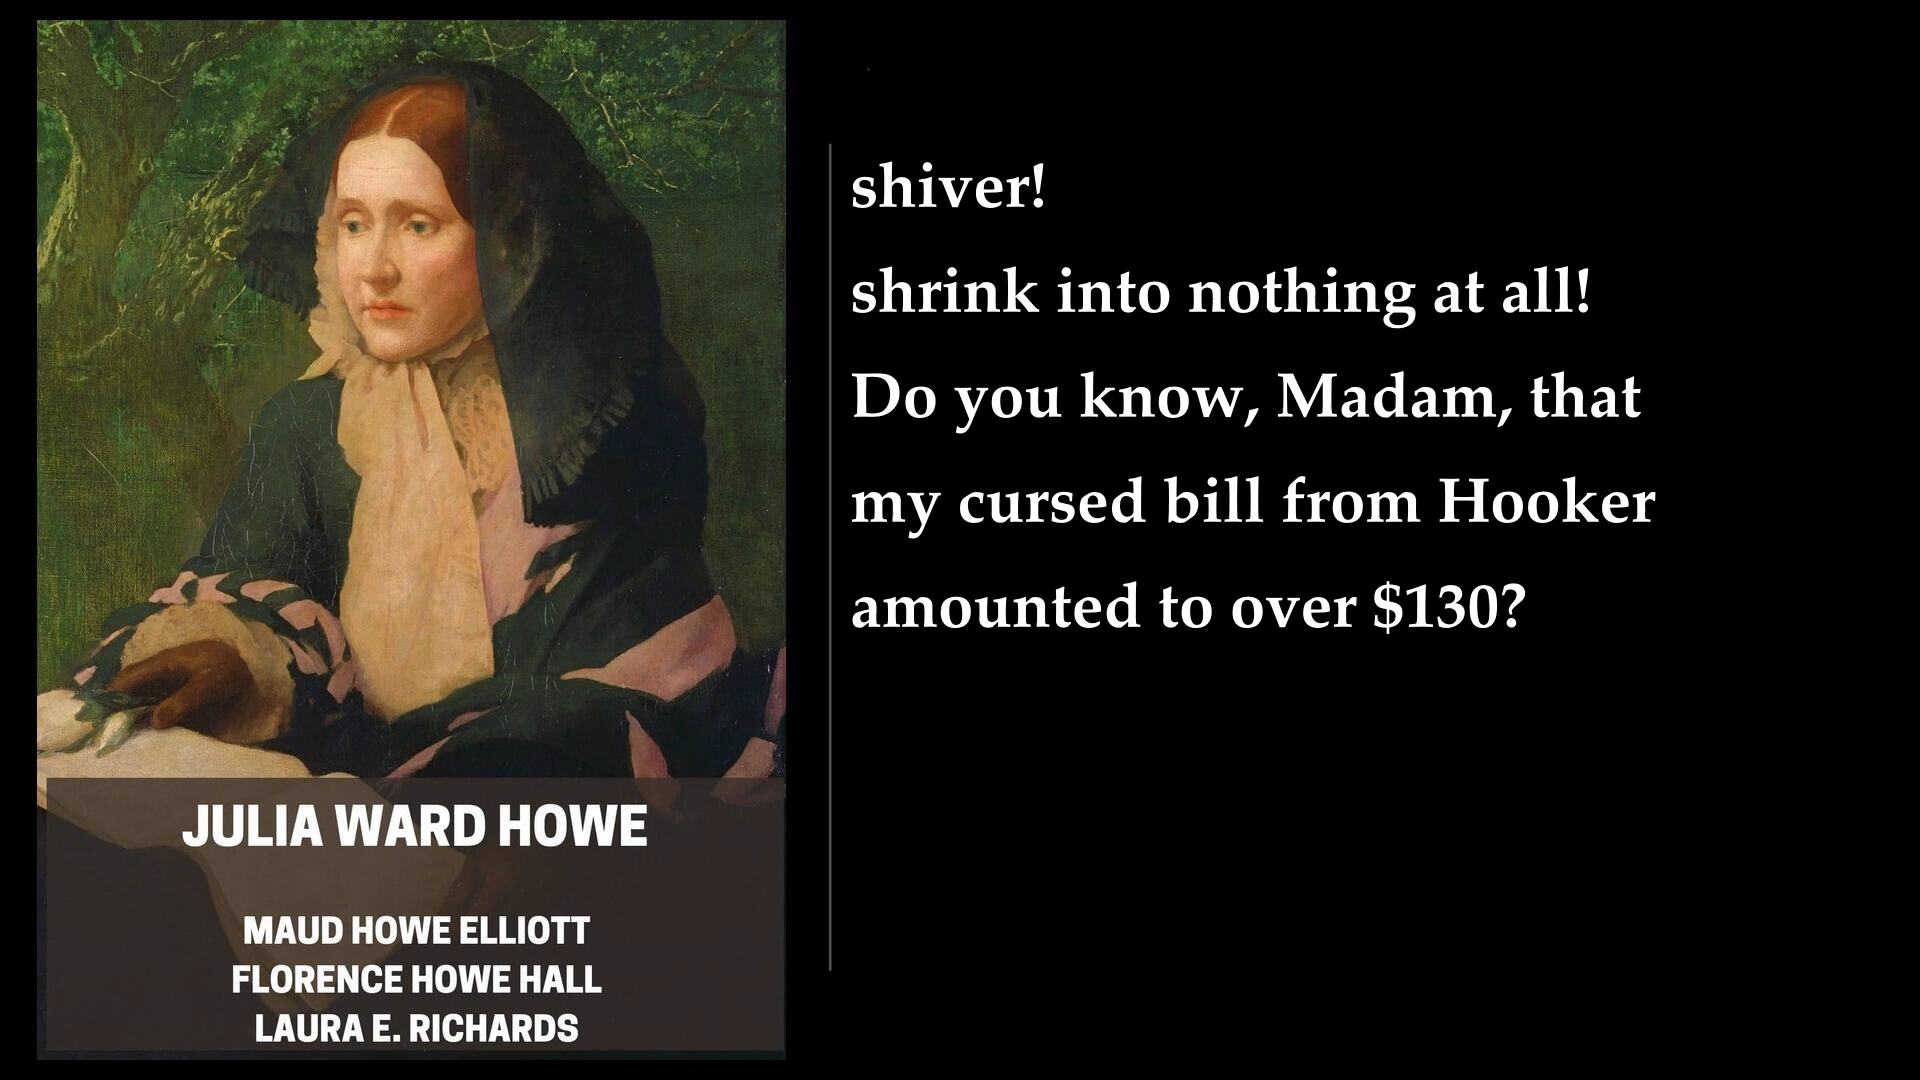 shiver!
shrink into nothing at all!
Do you know, Madam, that
my cursed bill from Hooker
amounted to over $130?
JULIA WARD HOWE
MAUD HOWE ELLIOTT
FLORENCE HOWE HALL
LAURA E. RICHARDS